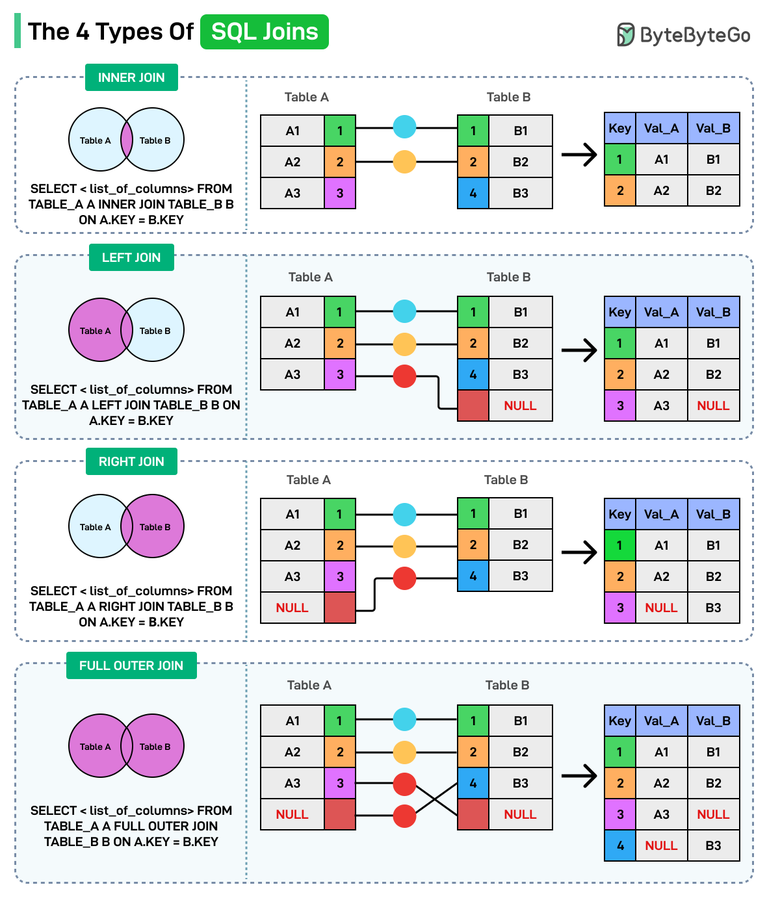 The 4 Types Of SQL Joins
ByteByteGo
INNER JOIN
Table A
Table B
SELECT < list_of_columns> FROM
TABLE_A A INNER JOIN TABLE_B B
ON A.KEY = B.KEY
Table A Table B
A1 1 1 B1
A2 2 2 B2
A3 3 4 B3
Key Val_A Val_B
1 A1 B1
2 A2 B2
LEFT JOIN
Table A
Table B
SELECT < list_of_columns> FROM
TABLE_A A LEFT JOIN TABLE_B B ON
A.KEY = B.KEY
Table A Table B
A1 1 1 B1
A2 2 2 B2
A3 3 4 B3
NULL
Key Val_A Val_B
1 A1 B1
2 A2 B2
3 A3 NULL
RIGHT JOIN
Table A
Table B
SELECT < list_of_columns> FROM
TABLE_A A RIGHT JOIN TABLE_B B
ON A.KEY = B.KEY
Table A Table B
A1 1 1 B1
A2 2 2 B2
A3 3 4 B3
NULL
Key Val_A Val_B
1 A1 B1
2 A2 B2
3 NULL B3
FULL OUTER JOIN
Table A
Table B
SELECT < list_of_columns> FROM
TABLE_A A FULL OUTER JOIN
TABLE_B B ON A.KEY = B.KEY
Table A Table B
A1 1 1 B1
A2 2 2 B2
A3 3 4 B3
NULL NULL
Key Val_A Val_B
1 A1 B1
2 A2 B2
3 A3 NULL
4 NULL B3